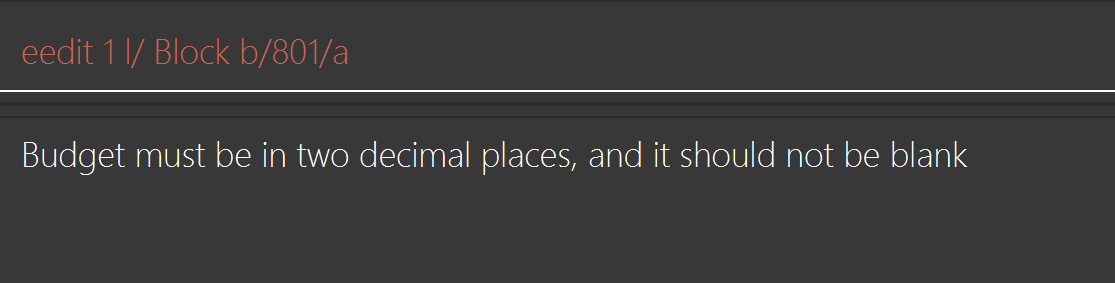 eedit 1 l/ Block b/801/a
Budget must be in two decimal places, and it should not be blank